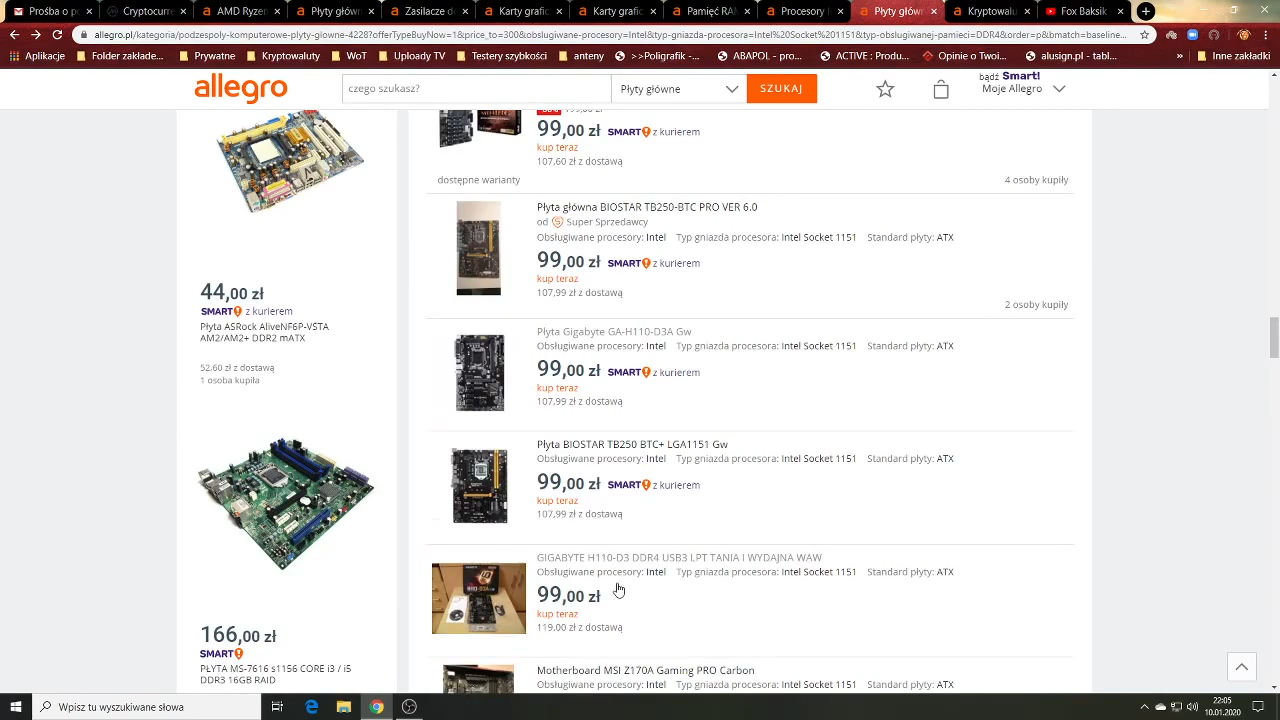 Prośba o p
Cryptocurre
AMD Ryzen
Płyty główn
Zasilacze d
Karty grafic
Karty grafic
Pamięć RA
Procesory I
Płyty główn
Kryptowalu
Fox Baksik
allegro.pl/kategoria/podzespoly-komputerowe-plyty-glowne-4228?offerTypeBuyNow=1&price_to=300&obslugiwane-procesory=Intel&typ-gniazda-procesora=Intel%20Socket%201151&typ-obslugiwanej-pamieci=DDR4&order=p&bmatch=baseline...
Aplikacje
Prywatne
Kryptowaluty
anteny
>>Poligrafik -...
Testery
WoT
Uploady TV
T-Mobile
ABAPOL - produ...
ACTIVE : Produ...
Opinie o Twoi...
alusign.pl - tabl...
allegro
czego szukasz?
Płyty główne
SZUKAJ
bądź Smart!
Moje Allegro
99,00 zł SMART z kurierem
kup teraz
107.60 zł z dostawą
dostępne warianty
4 osoby kupiły
Płyta główna BIOSTAR TB250-BTC PRO VER 6.0
od Super Sprzedawcy
Obsługiwane procesory: Intel Typ gniazda procesora: Intel Socket 1151 Standard płyty: ATX
99,00 zł SMART z kurierem
kup teraz
107,99 zł z dostawą
2 osoby kupiły
44,00 zł
SMART z kurierem
Płyta ASRock AliveNF6P-VSTA
AM2/AM2+ DDR2 mATX
52.60 zł z dostawą
1 osoba kupiła
Płyta Gigabyte GA-H110-D3A Gw
Obsługiwane procesory: Intel Typ gniazda procesora: Intel Socket 1151 Standard płyty: ATX
99,00 zł SMART z kurierem
kup teraz
107,99 zł z dostawą
Płyta BIOSTAR TB250 BTC+ LGA1151 Gw
Obsługiwane procesory: Intel Typ gniazda procesora: Intel Socket 1151 Standard płyty: ATX
99,00 zł SMART z kurierem
kup teraz
107,99 zł z dostawą
GIGABYTE H110-D3 DDR4 USB3 LPT TANIA I WYDAJNA WAW
Obsługiwane procesory: Intel Typ gniazda procesora: Intel Socket 1151 Standard płyty: ATX
99,00 zł
kup teraz
119,00 zł z dostawą
166,00 zł
SMART
PŁYTA MS-7616 s1156 CORE i3 / i5
DDR3 16GB RAID
Motherboard MSI Z170A Gaming PRO Carbon
Obsługiwane procesory: Intel Typ gniazda procesora: Intel Socket 1151 Standard płyty: ATX
Wpisz tu wyszukiwane słowa
22:05
10.01.2020